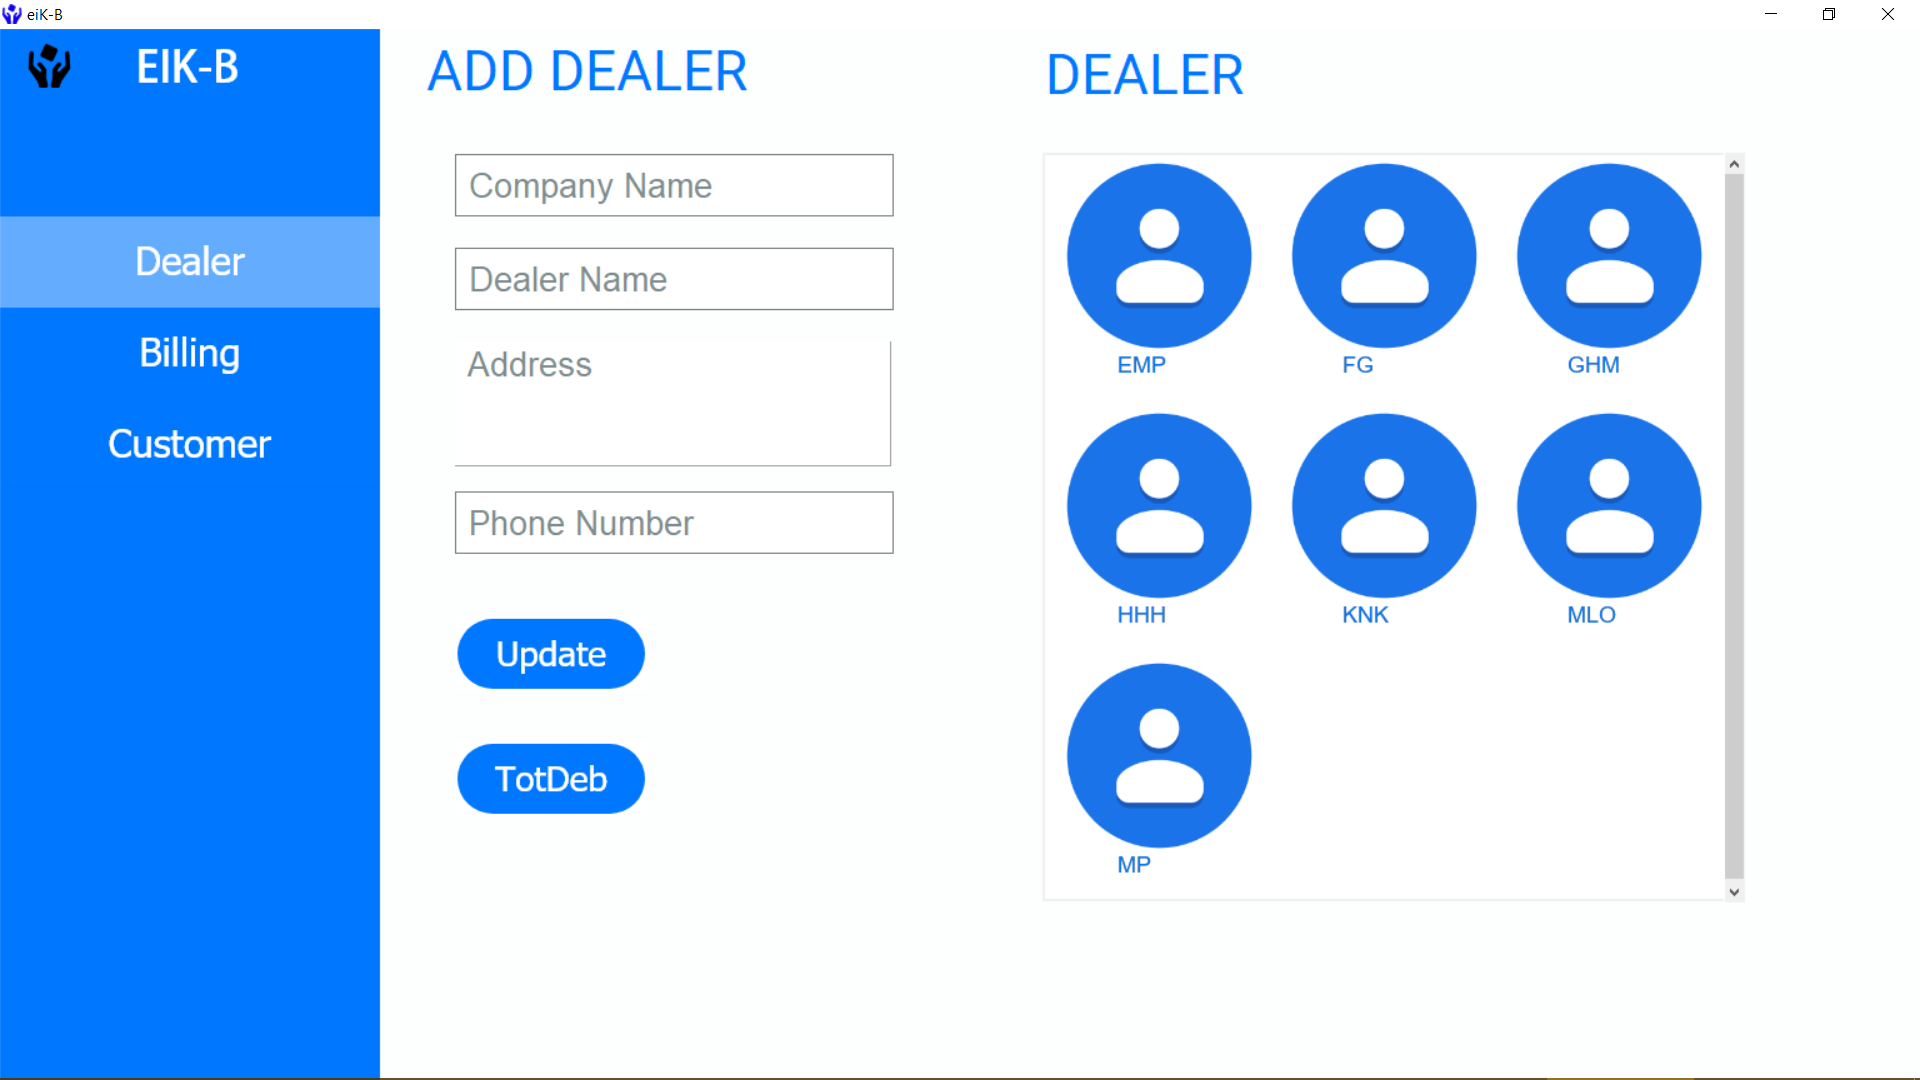 eiK-B
EIK-B
Dealer
Billing
Customer
ADD DEALER
Company Name
Dealer Name
Address
Phone Number
Update
TotDeb
DEALER
EMP FG GHM
HHH KNK MLO
MP